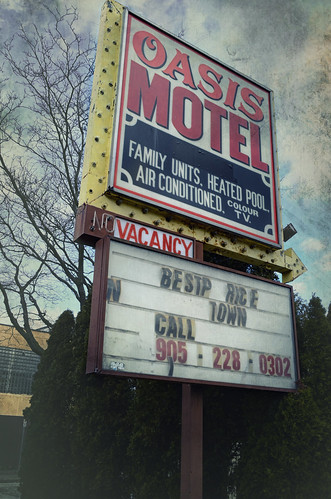 OASIS
MOTEL
FAMILY UNITS, HEATED POOL,
AIR CONDITIONED, COLOUR
T.V.
NO VACANCY
BESTP RICE
N TOWN
CALL
905-228-0302